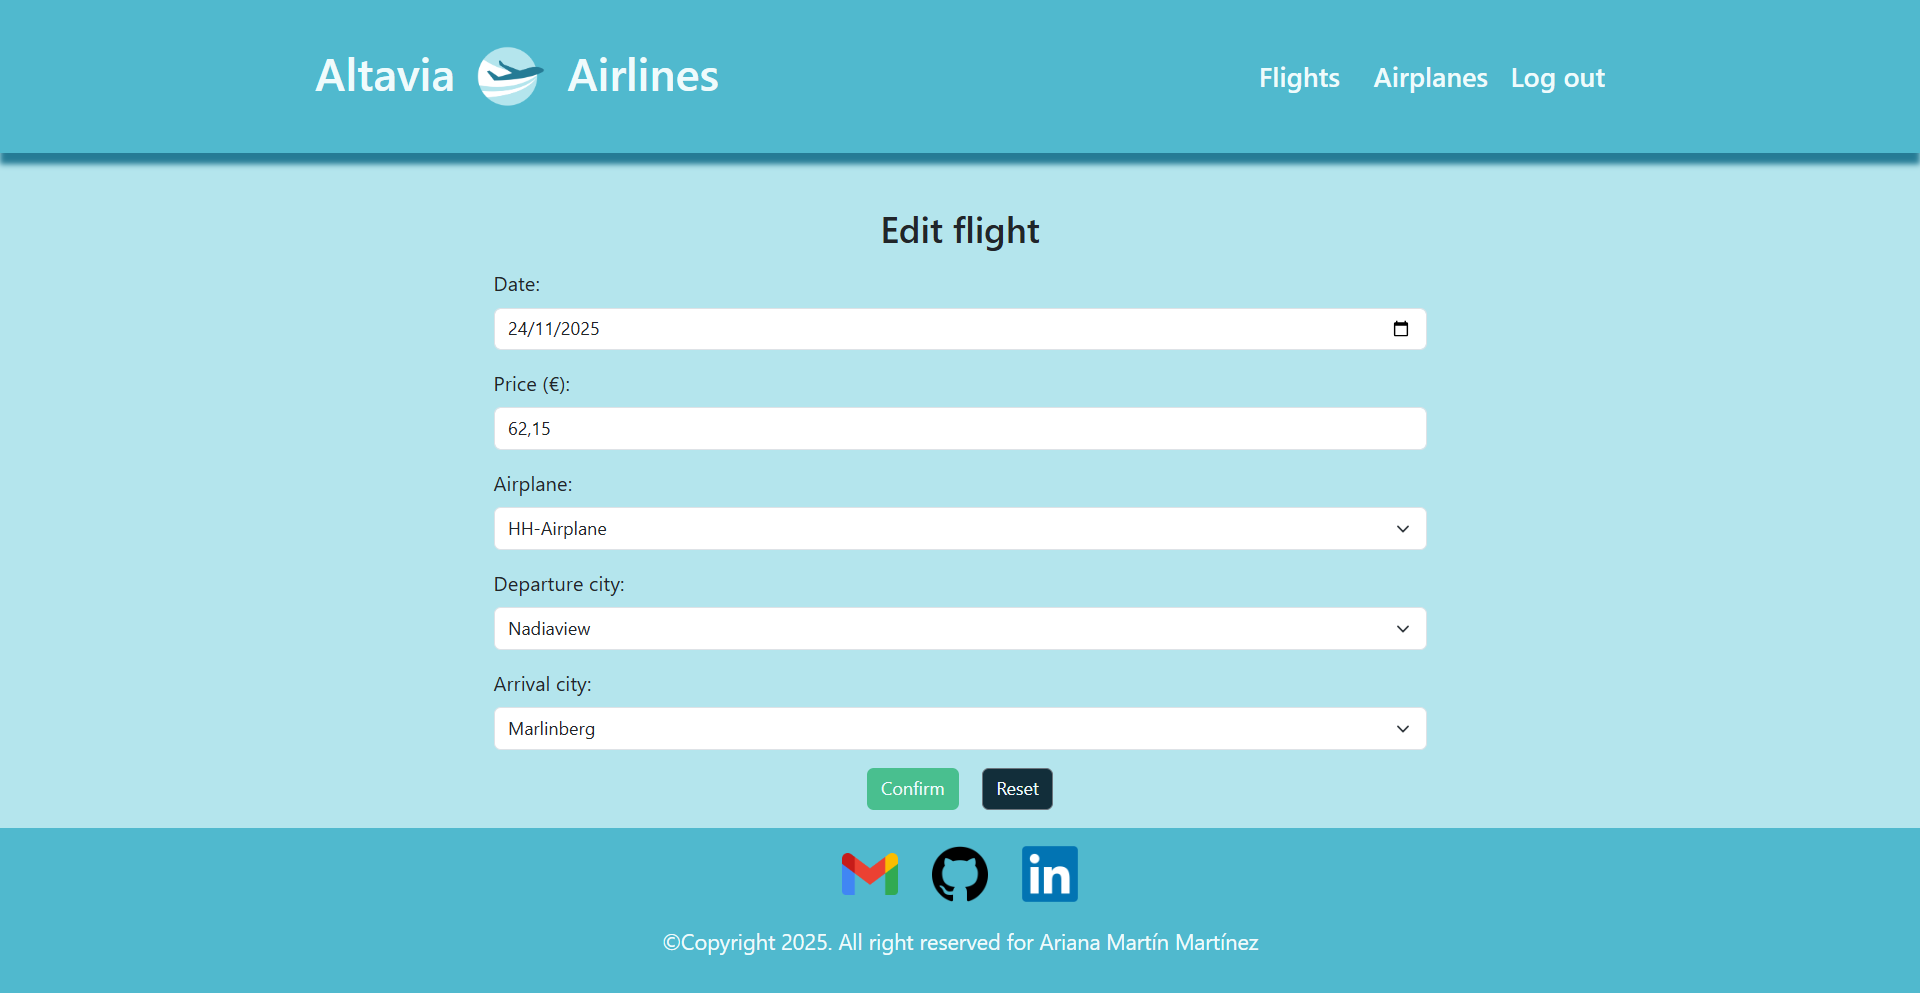 Altavia Airlines
Flights Airplanes Log out
Edit flight
Date:
24/11/2025
Price (€):
62,15
Airplane:
HH-Airplane
Departure city:
Nadiaview
Arrival city:
Marlinberg
Confirm Reset
in
©Copyright 2025. All right reserved for Ariana Martín Martínez